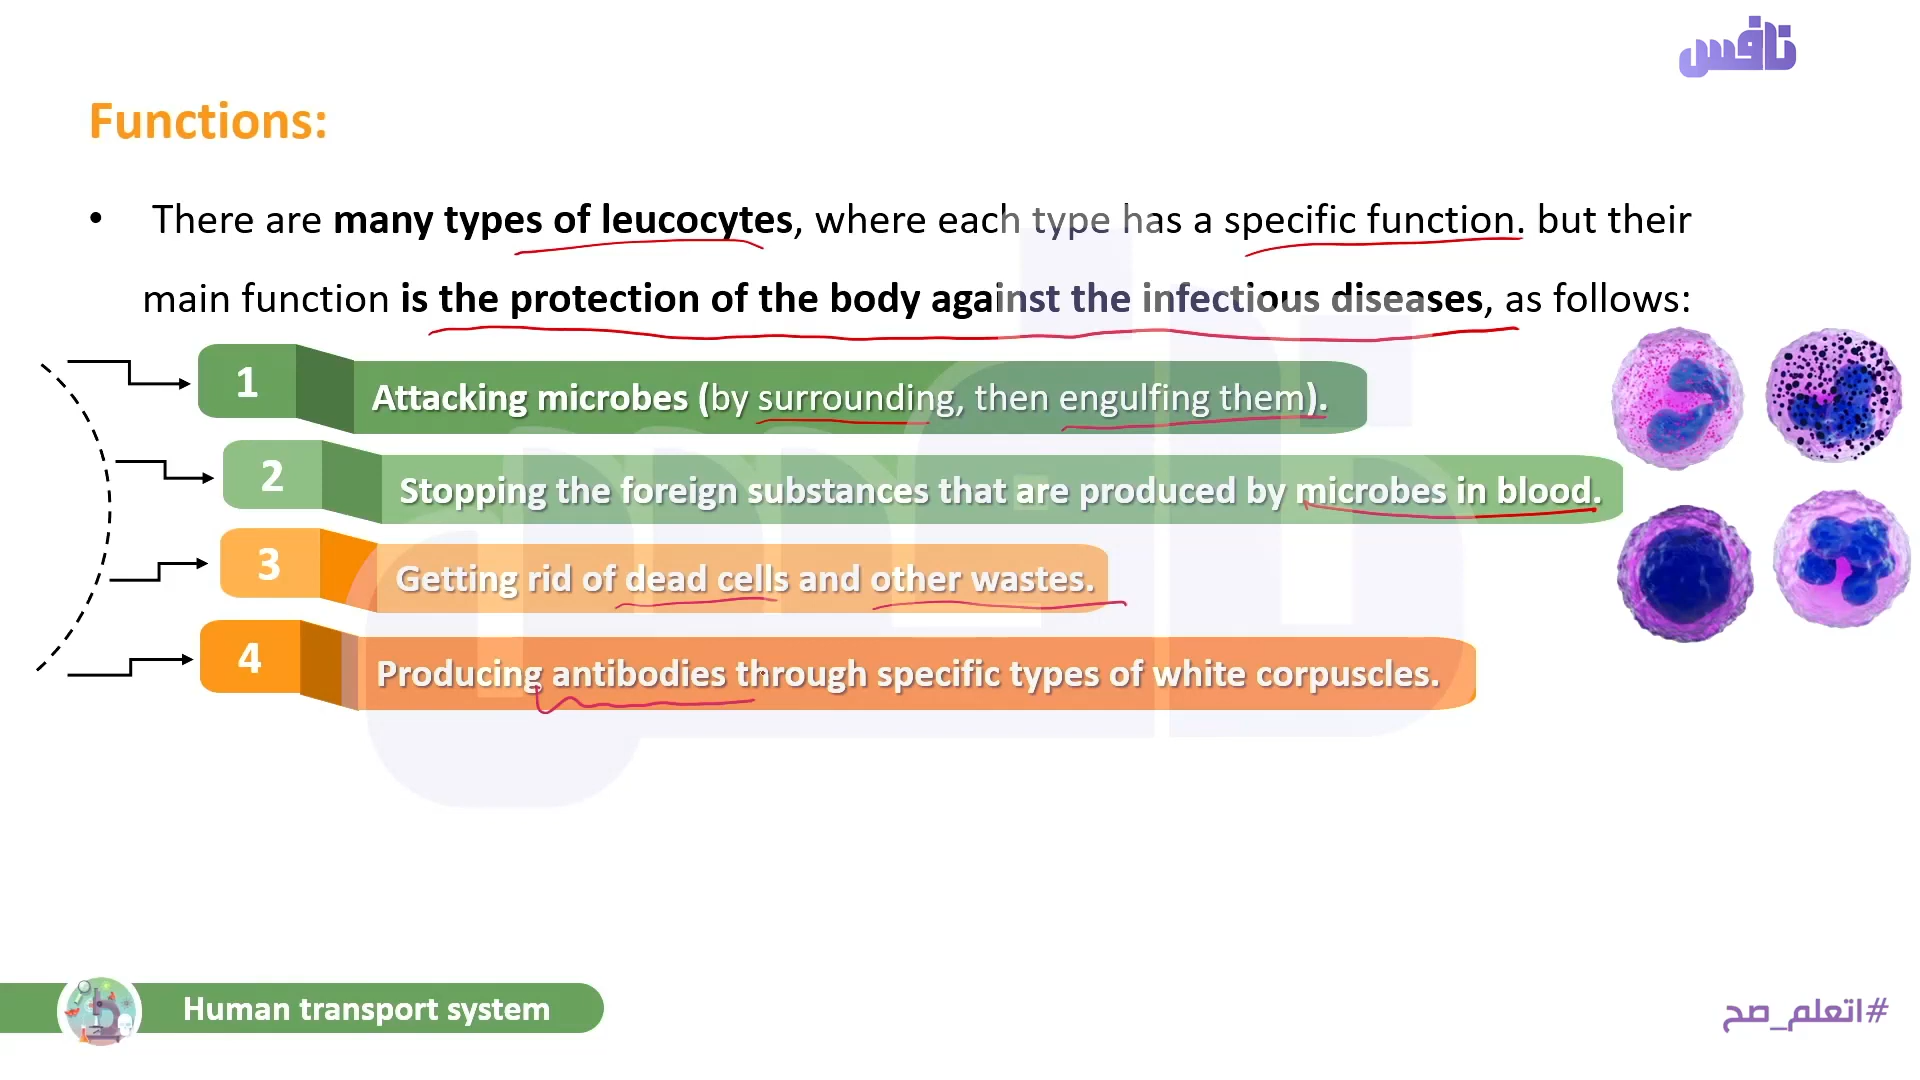 نافس
Functions:
• There are many types of leucocytes, where each type has a specific function. but their
main function is the protection of the body against the infectious diseases, as follows:
1 Attacking microbes (by surrounding, then engulfing them).
2 Stopping the foreign substances that are produced by microbes in blood.
3 Getting rid of dead cells and other wastes.
4 Producing antibodies through specific types of white corpuscles.
Human transport system
#اتعلم_صح